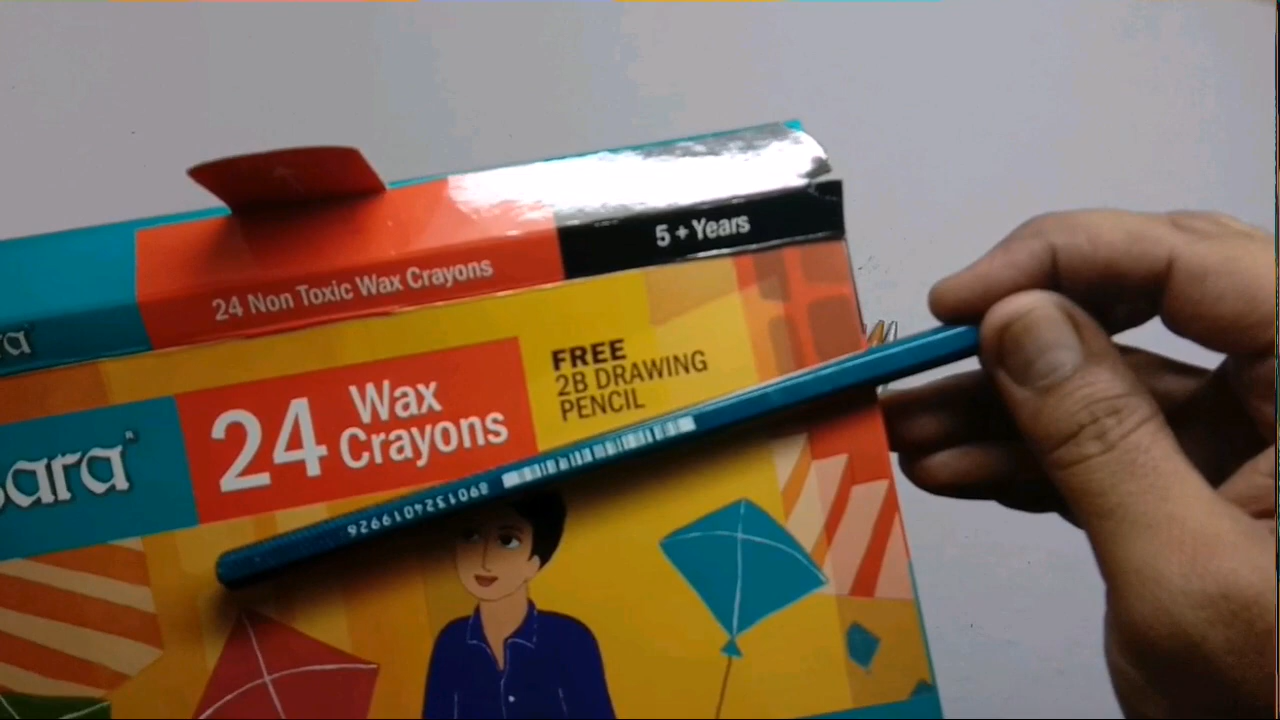 5 + Years
24 Non Toxic Wax Crayons
24 Wax Crayons
FREE
2B DRAWING
PENCIL
8901324019926